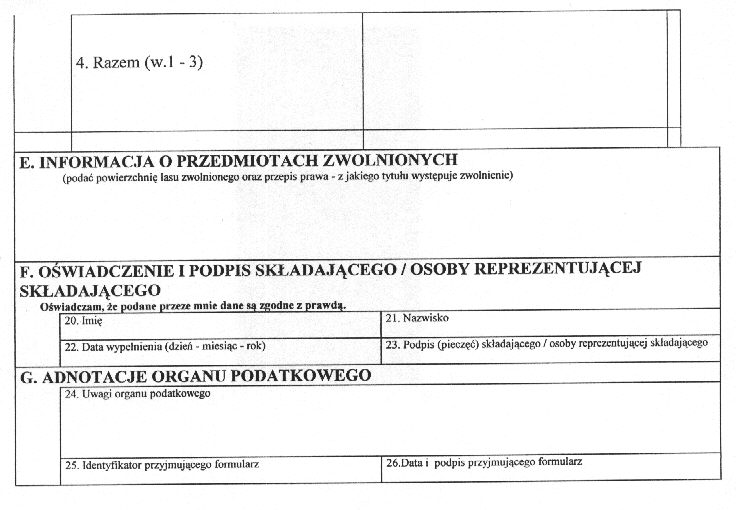 4. Razem (w.1 - 3)
E. INFORMACJA O PRZEDMIOTACH ZWOLNIONYCH
(podać powierzchnię lasu zwolnionego oraz przepis prawa - z jakiego tytułu występuje zwolnienie)
F. OŚWIADCZENIE I PODPIS SKŁADAJĄCEGO / OSOBY REPREZENTUJĄCEJ
SKŁADAJĄCEGO
Oświadczam, że podane przeze mnie dane są zgodne z prawdą.
20. Imię
21. Nazwisko
22. Data wypełnienia (dzień - miesiąc - rok)
23. Podpis (pieczęć) składającego / osoby reprezentującej składającego
G. ADNOTACJE ORGANU PODATKOWEGO
24. Uwagi organu podatkowego
25. Identyfikator przyjmującego formularz
26.Data i podpis przyjmującego formularz